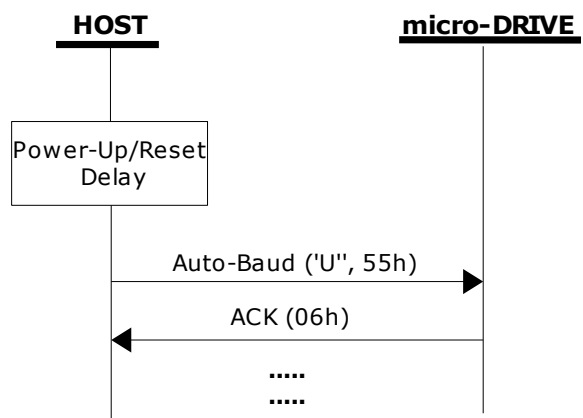 HOST
micro-DRIVE
Power-Up/Reset
Delay
Auto-Baud ('U'', 55h)
ACK (06h)
.....
.....